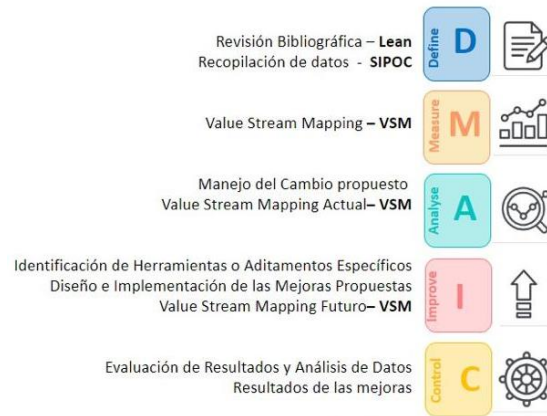 Revisión Bibliográfica – Lean
Recopilación de datos - SIPOC
Define
D
Value Stream Mapping – VSM
Measure
M
Manejo del Cambio propuesto
Value Stream Mapping Actual– VSM
Analyse
A
Identificación de Herramientas o Aditamentos Específicos
Diseño e Implementación de las Mejoras Propuestas
Value Stream Mapping Futuro– VSM
Improve
I
Evaluación de Resultados y Análisis de Datos
Resultados de las mejoras
Control
C